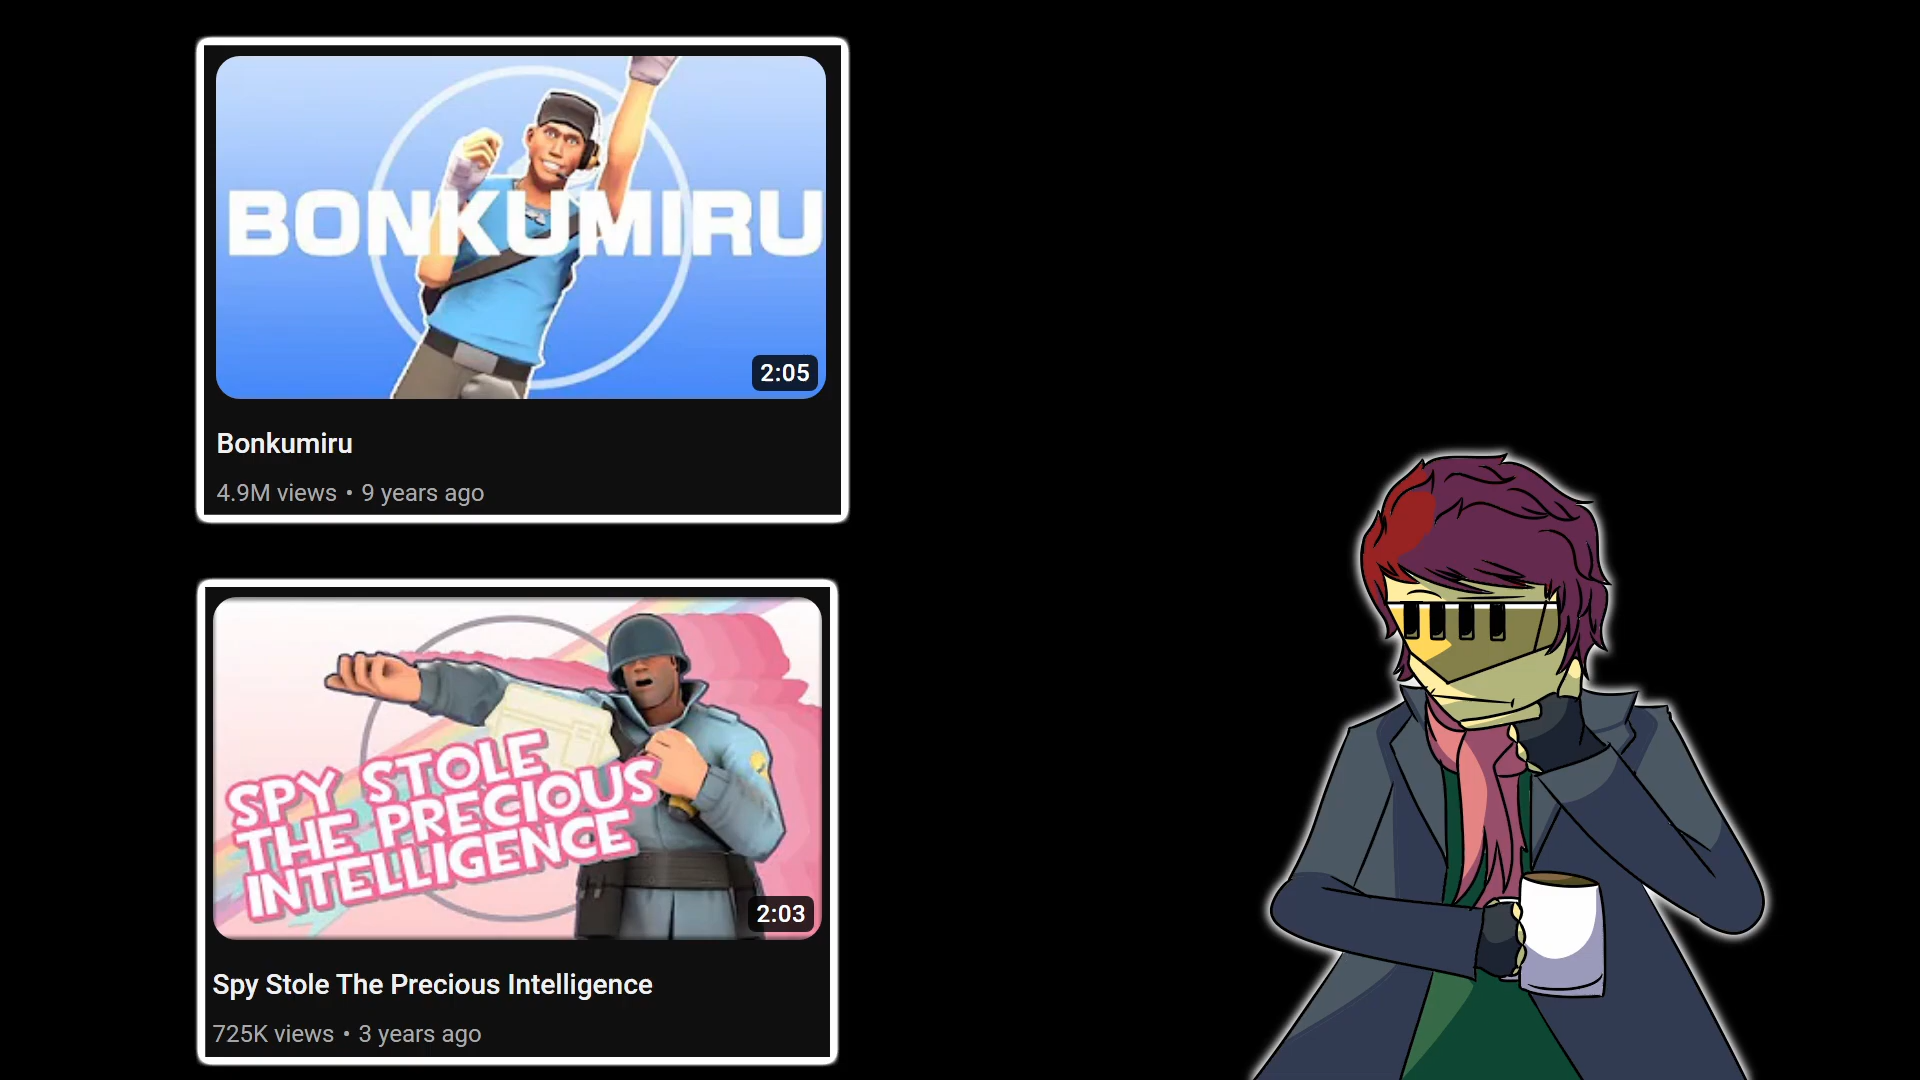 BONKUMIRU
2:05
Bonkumiru
4.9M views • 9 years ago
SPY STOLE
THE PRECIOUS
INTELLIGENCE
2:03
Spy Stole The Precious Intelligence
725K views • 3 years ago